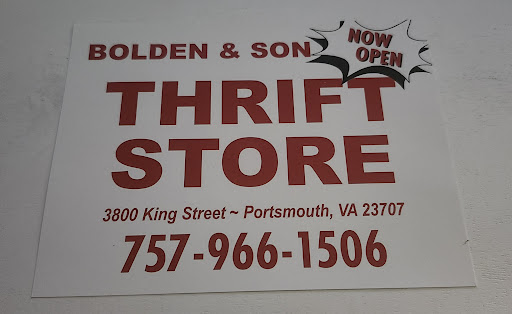 BOLDEN & SON
NOW
OPEN
THRIFT
STORE
3800 King Street ~ Portsmouth, VA 23707
757-966-1506